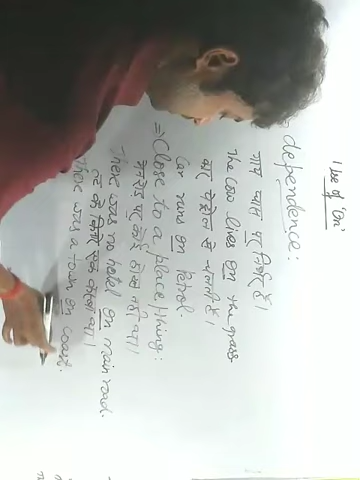 Use of 'On'
dependence:
गाय घास पर निर्भर है।
The Cow lives on the grass
कार पेट्रोल से चलती है।
Car runs on Petrol.
⇒ Close to a place/thing:
मेनरोड पर कोई होटल नहीं था।
There was no hotel on main road.
तट के किनारे एक कस्बा था।
There was a town on coast.